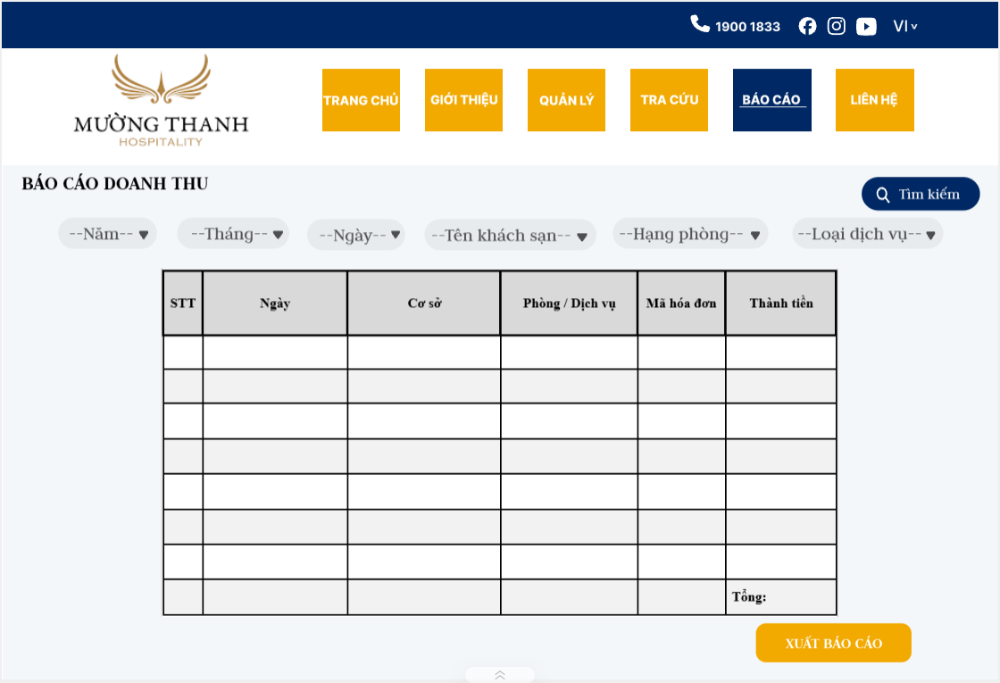 1900 1833 VI
MƯỜNG THANH
HOSPITALITY
TRANG CHỦ GIỚI THIỆU QUẢN LÝ TRA CỨU BÁO CÁO LIÊN HỆ
BÁO CÁO DOANH THU
Tìm kiếm
--Năm-- --Tháng-- --Ngày-- --Tên khách sạn-- --Hạng phòng-- --Loại dịch vụ--
STT Ngày Cơ sở Phòng / Dịch vụ Mã hóa đơn Thành tiền
Tổng:
XUẤT BÁO CÁO